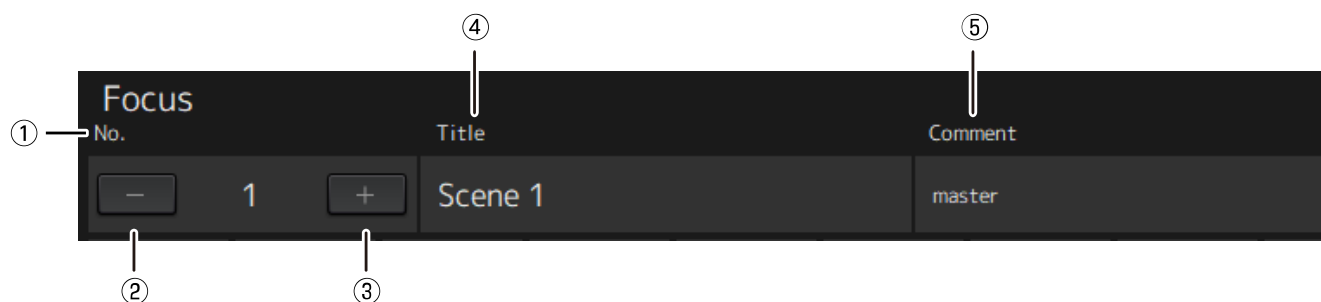 ④ ⑤
Focus
① No. Title Comment
− 1 + Scene 1 master
② ③